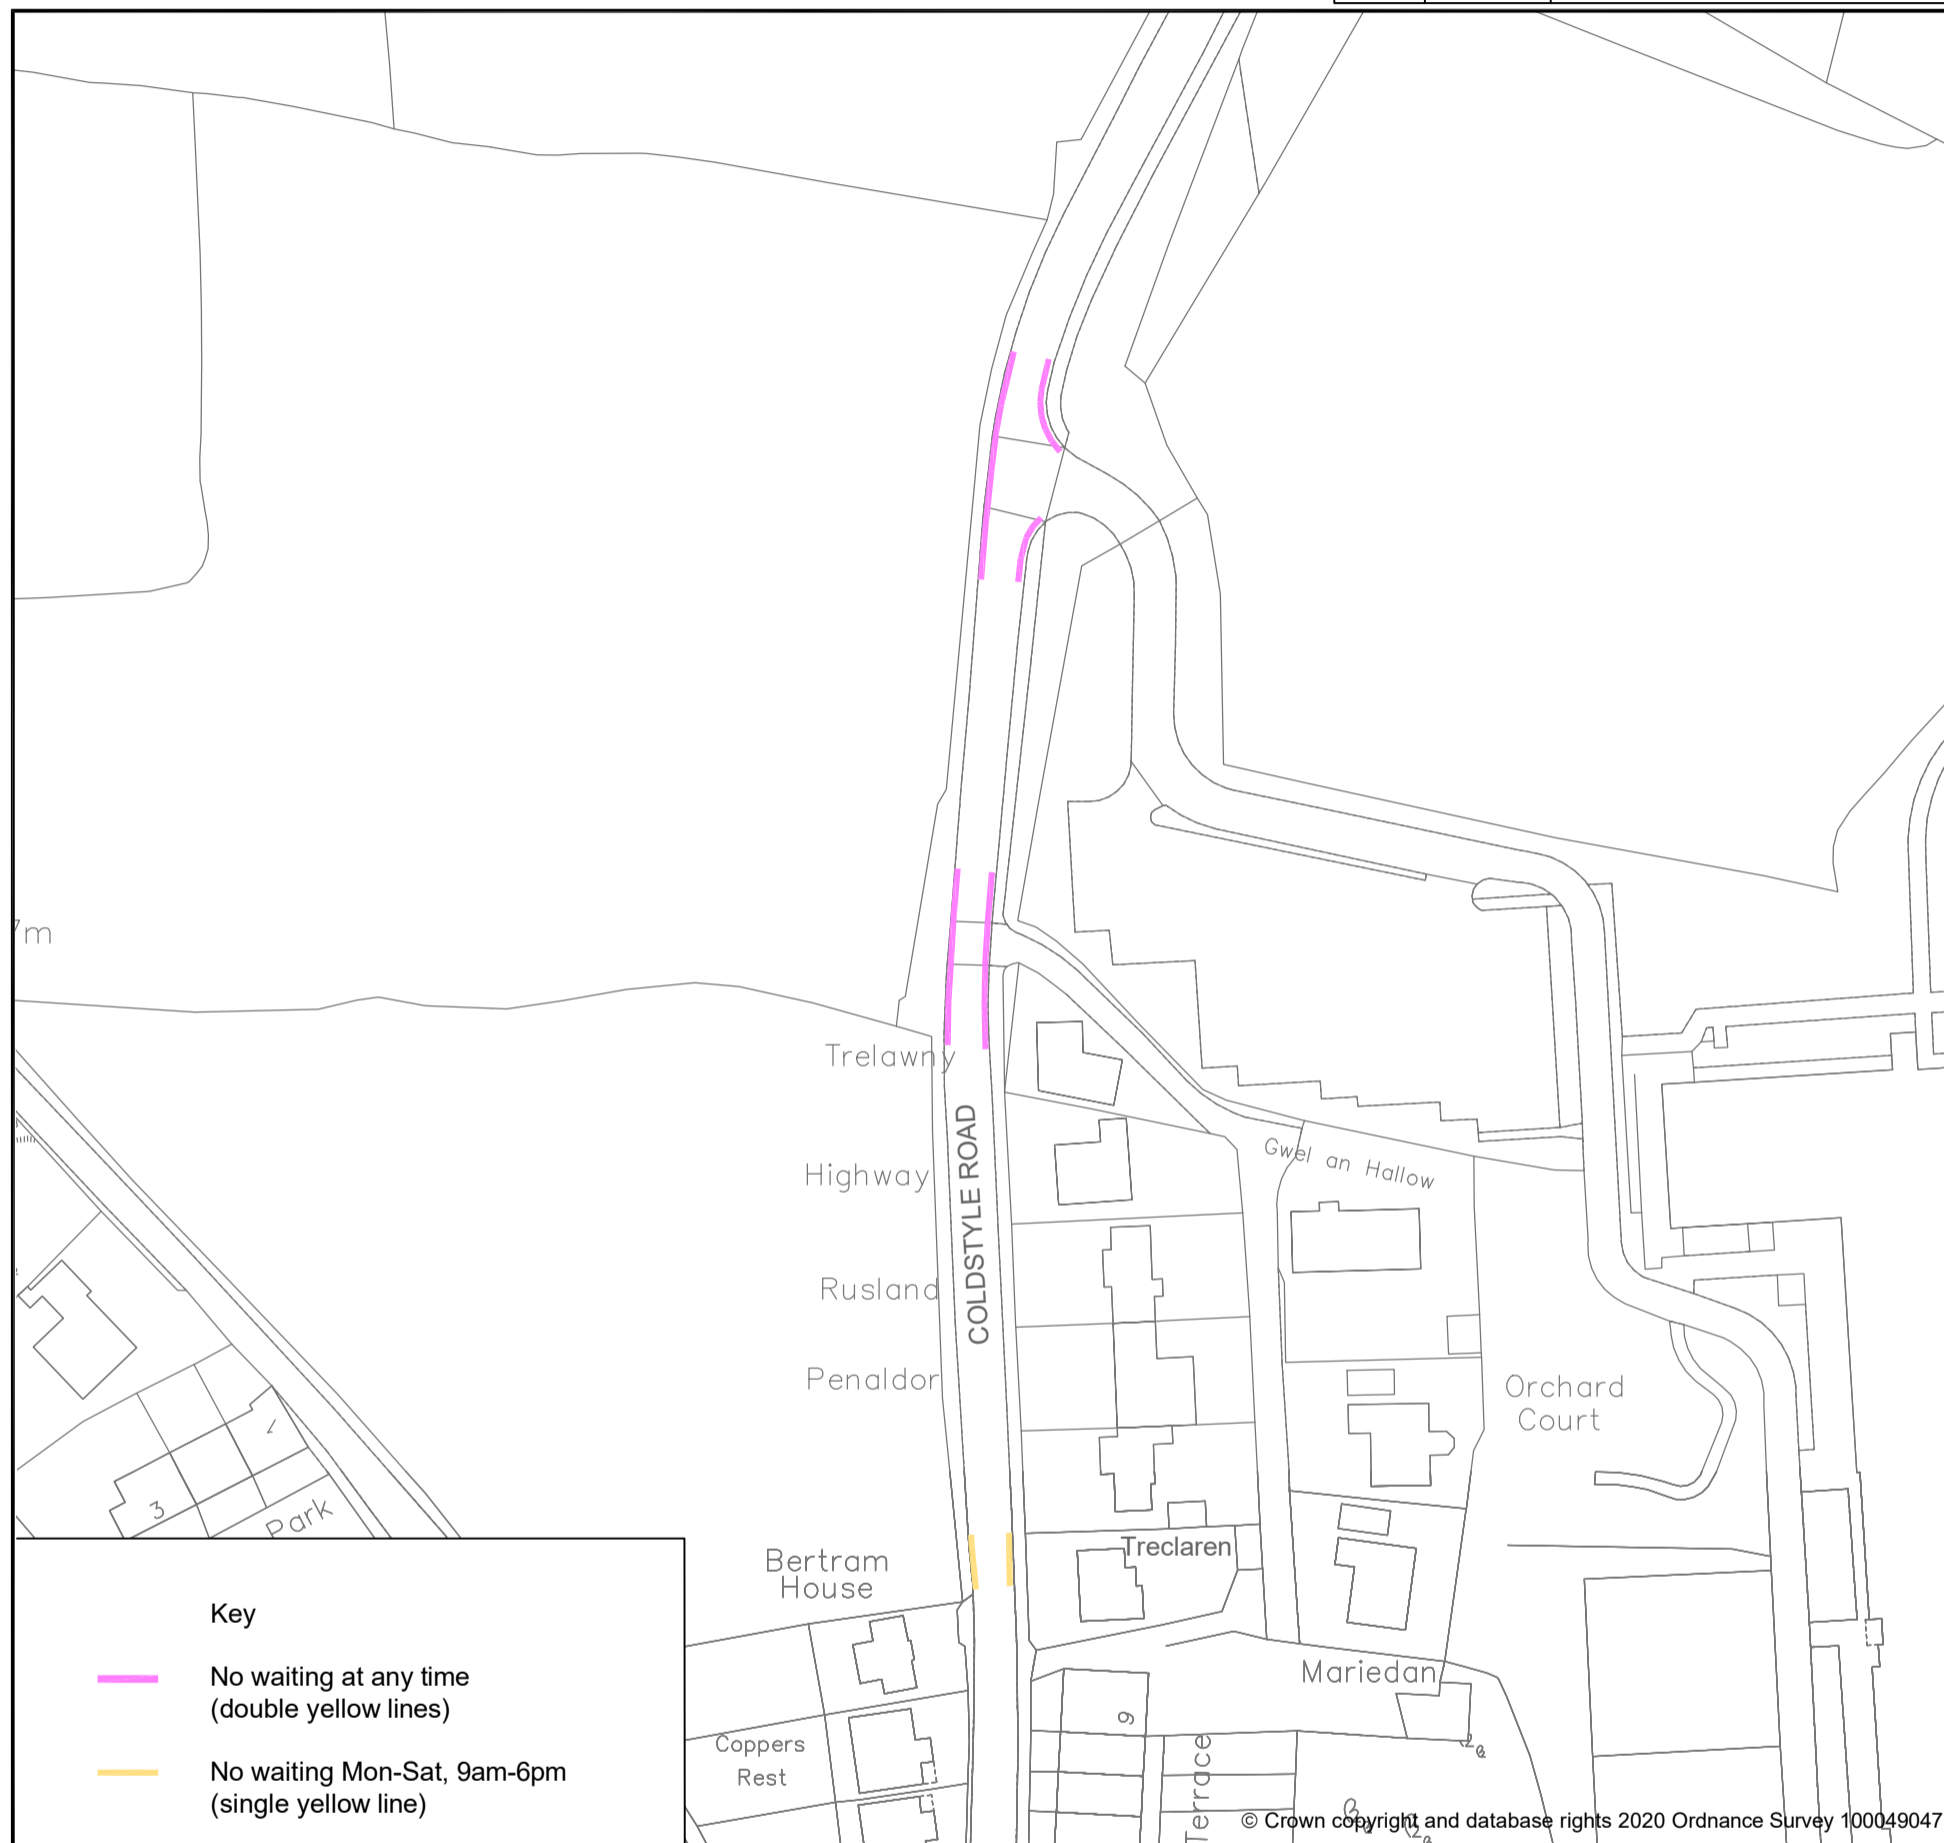 7m
Trelawny
Highway
Rusland
Penaldor
COLDSTYLE ROAD
Gwel an Hallow
Orchard
Court
3
Park
Bertram
House
Treclaren
Mariedan
9
Coppers
Rest
Terrace
Key
No waiting at any time
(double yellow lines)
No waiting Mon-Sat, 9am-6pm
(single yellow line)
© Crown copyright and database rights 2020 Ordnance Survey 100049047